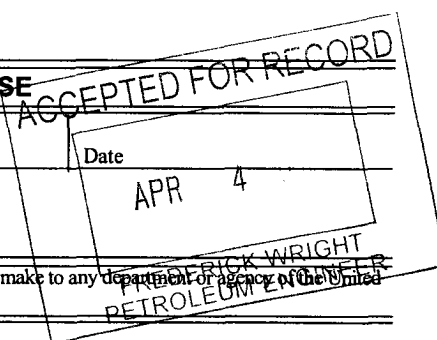 SE
ACCEPTED FOR RECORD
Date
APR 4
make to any department or agency of the United
FREDERICK WRIGHT
PETROLEUM ENGINEER